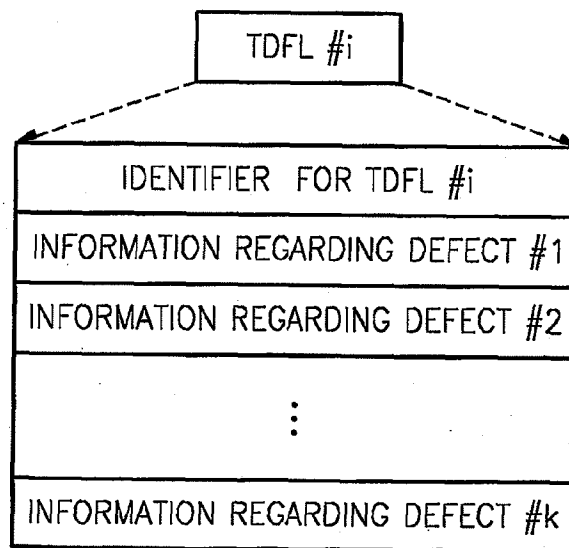 TDFL #i
IDENTIFIER FOR TDFL #i
INFORMATION REGARDING DEFECT #1
INFORMATION REGARDING DEFECT #2
⋮
INFORMATION REGARDING DEFECT #k